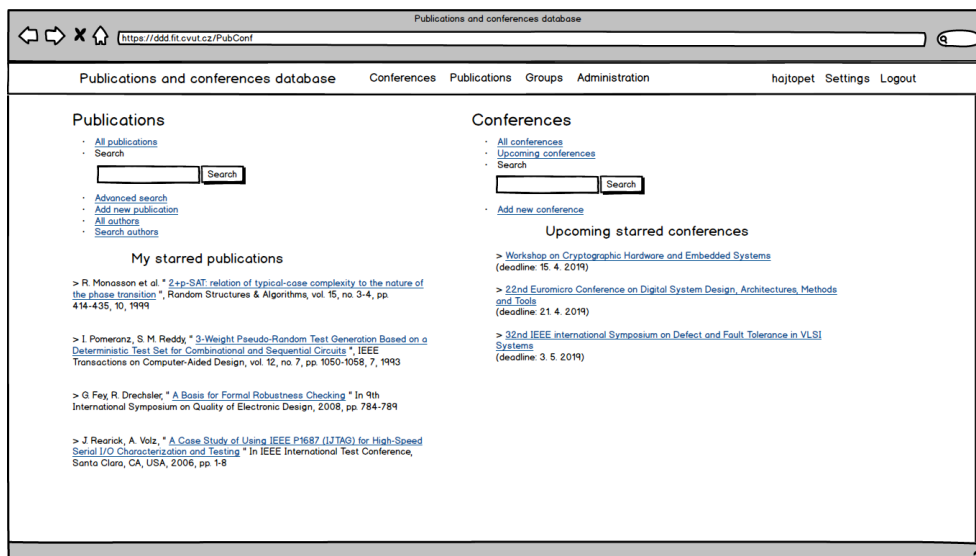 Publications and conferences database
https://ddd.fit.cvut.cz/PubConf
Publications and conferences database Conferences Publications Groups Administration hajtopet Settings Logout
Publications
· All publications
· Search
Search
· Advanced search
· Add new publication
· All authors
· Search authors
My starred publications
> R. Monasson et al. " 2+p-SAT: relation of typical-case complexity to the nature of
the phase transition ", Random Structures & Algorithms, vol. 15, no. 3-4, pp.
414-435, 10, 1999
> I. Pomeranz, S. M. Reddy, " 3-Weight Pseudo-Random Test Generation Based on a
Deterministic Test Set for Combinational and Sequential Circuits ", IEEE
Transactions on Computer-Aided Design, vol. 12, no. 7, pp. 1050-1058, 7, 1993
> G. Fey, R. Drechsler, " A Basis for Formal Robustness Checking " In 9th
International Symposium on Quality of Electronic Design, 2008, pp. 784-789
> J. Rearick, A. Volz, " A Case Study of Using IEEE P1687 (IJTAG) for High-Speed
Serial I/O Characterization and Testing " In IEEE International Test Conference,
Santa Clara, CA, USA, 2006, pp. 1-8
Conferences
· All conferences
· Upcoming conferences
· Search
Search
· Add new conference
Upcoming starred conferences
> Workshop on Cryptographic Hardware and Embedded Systems
(deadline: 15. 4. 2019)
> 22nd Euromicro Conference on Digital System Design, Architectures, Methods
and Tools
(deadline: 21. 4. 2019)
> 32nd IEEE international Symposium on Defect and Fault Tolerance in VLSI
Systems
(deadline: 3. 5. 2019)